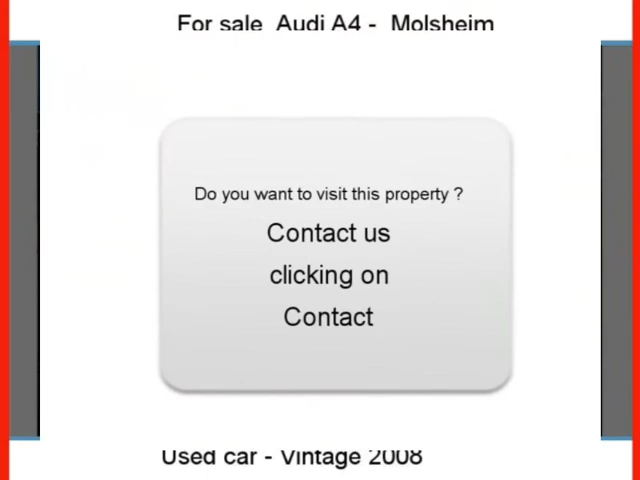 For sale Audi A4 - Molsheim
Do you want to visit this property ?
Contact us
clicking on
Contact
Used car - Vintage 2008